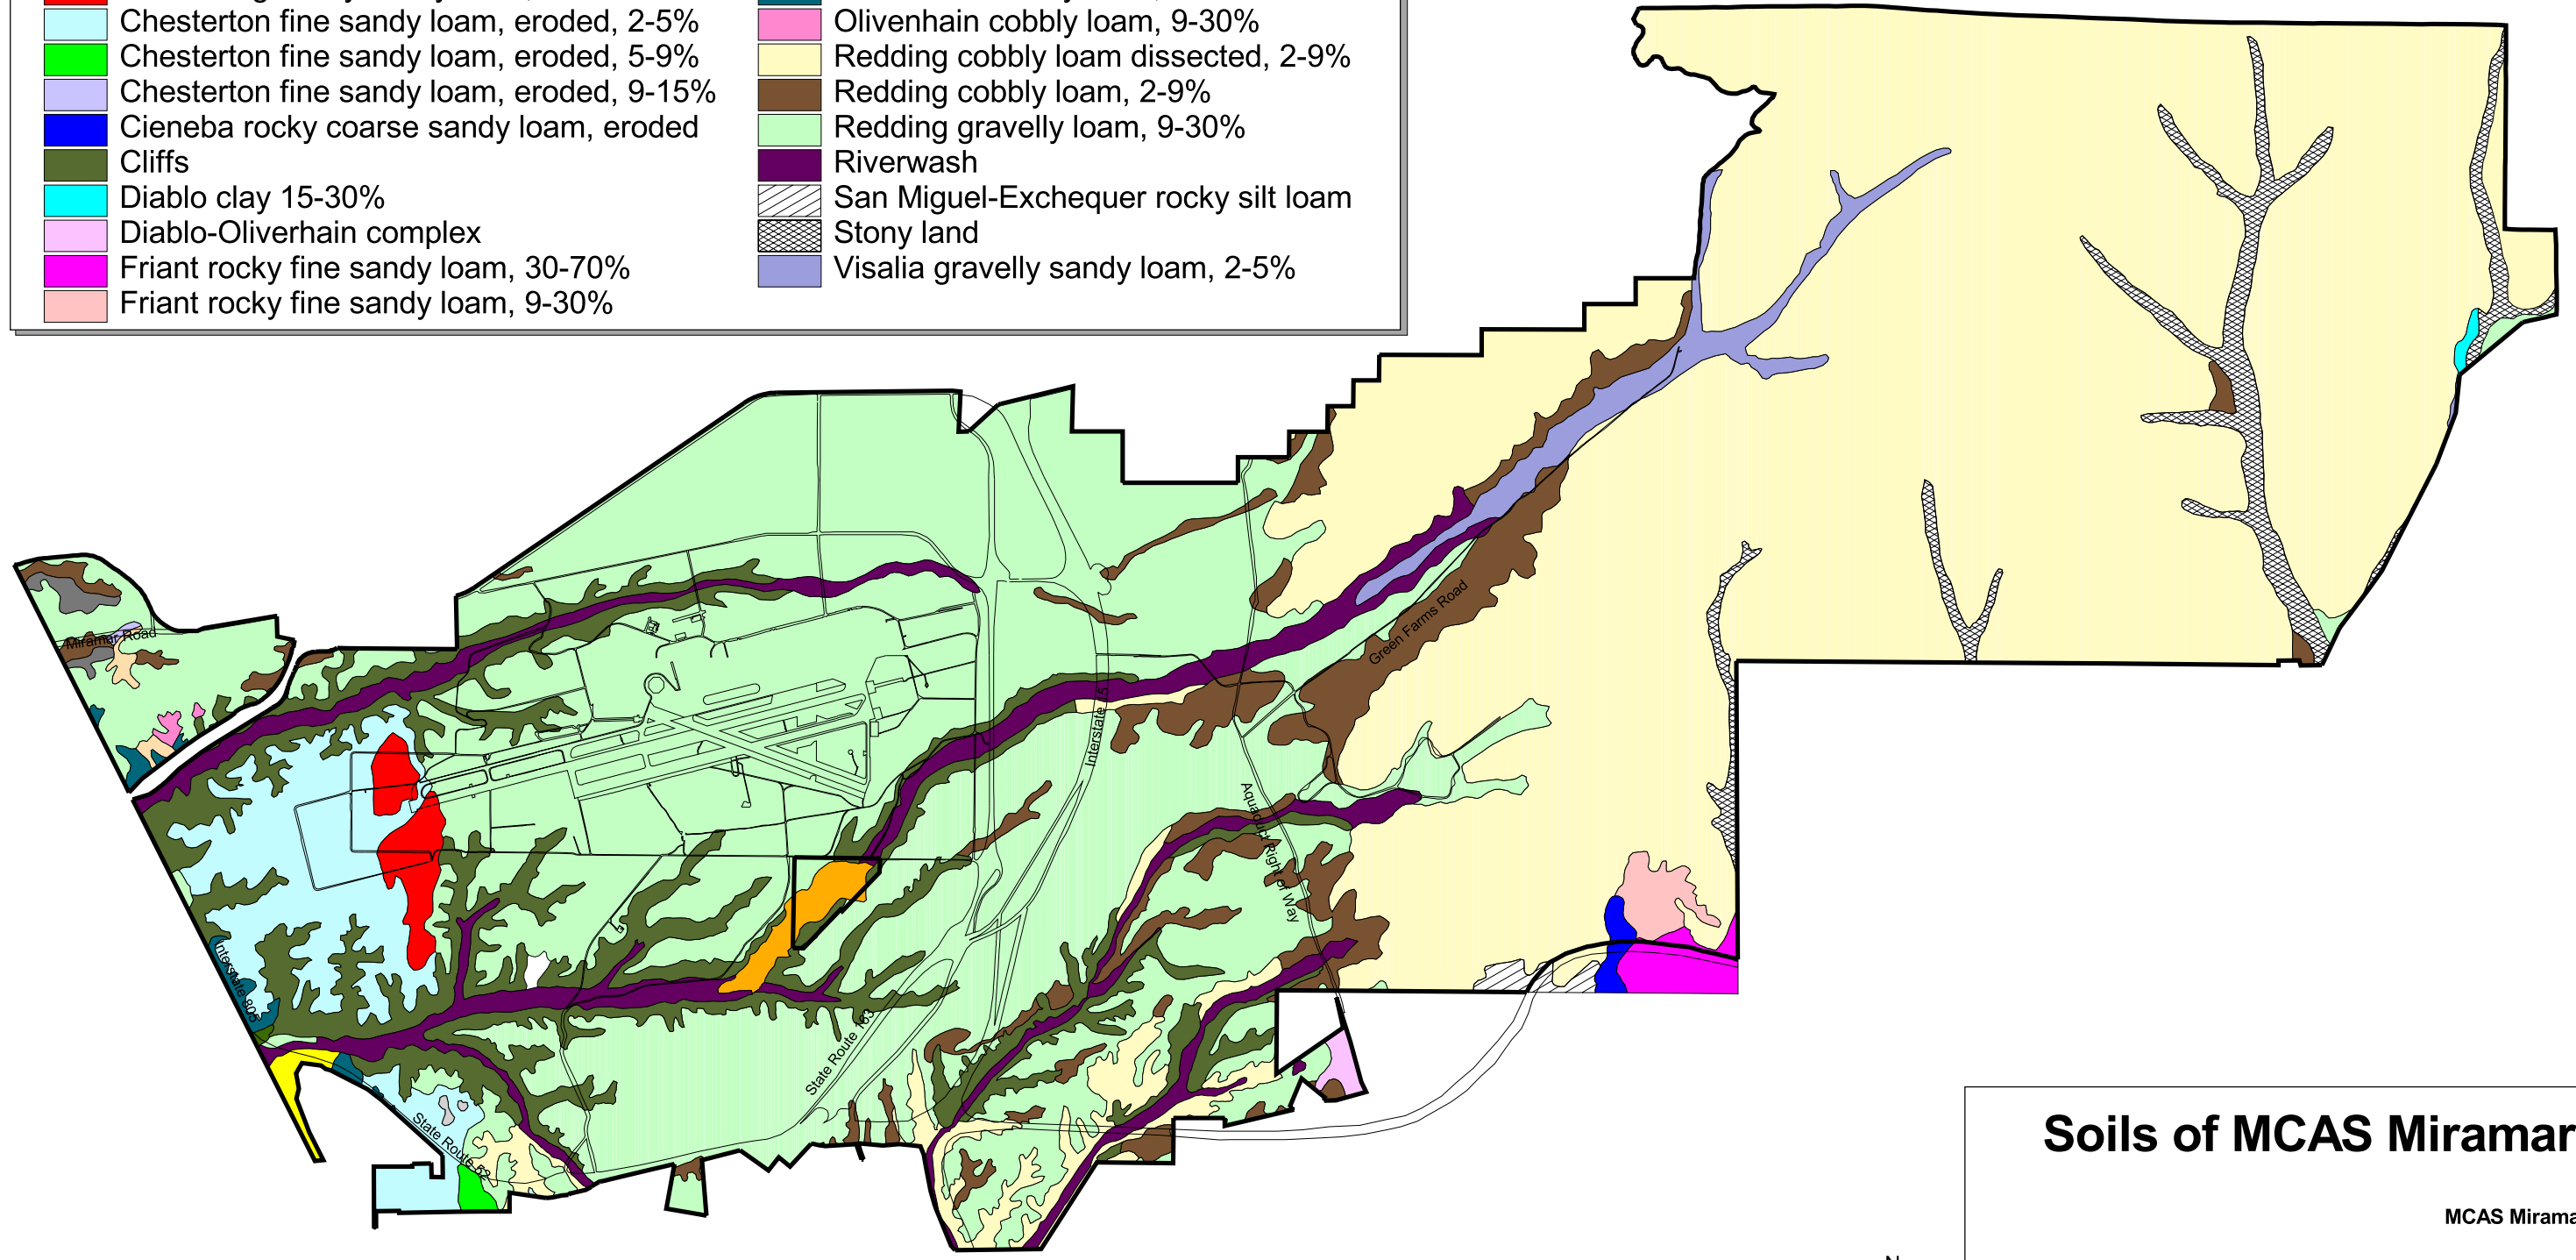 Chesterton fine sandy loam, eroded, 2-5%
Chesterton fine sandy loam, eroded, 5-9%
Chesterton fine sandy loam, eroded, 9-15%
Cieneba rocky coarse sandy loam, eroded
Cliffs
Diablo clay 15-30%
Diablo-Oliverhain complex
Friant rocky fine sandy loam, 30-70%
Friant rocky fine sandy loam, 9-30%
Olivenhain cobbly loam, 9-30%
Redding cobbly loam dissected, 2-9%
Redding cobbly loam, 2-9%
Redding gravelly loam, 9-30%
Riverwash
San Miguel-Exchequer rocky silt loam
Stony land
Visalia gravelly sandy loam, 2-5%
Miramar Road
Green Farms Road
Interstate 15
Aquaduct Right of Way
Interstate 805
State Route 163
State Route 52
Soils of MCAS Miramar
MCAS Mirama
N